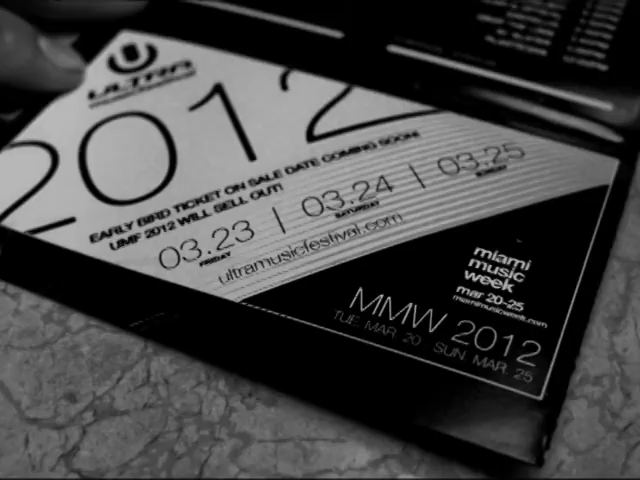 ULTRA
2012
EARLY BIRD TICKET ON SALE DATE COMING SOON!
UMF 2012 WILL SELL OUT!
03.23 | 03.24 | 03.25
FRIDAY SATURDAY SUNDAY
ultramusicfestival.com
miami
music
week
mar 20-25
miamimusicweek.com
MMW 2012
TUE MAR 20 SUN MAR 25